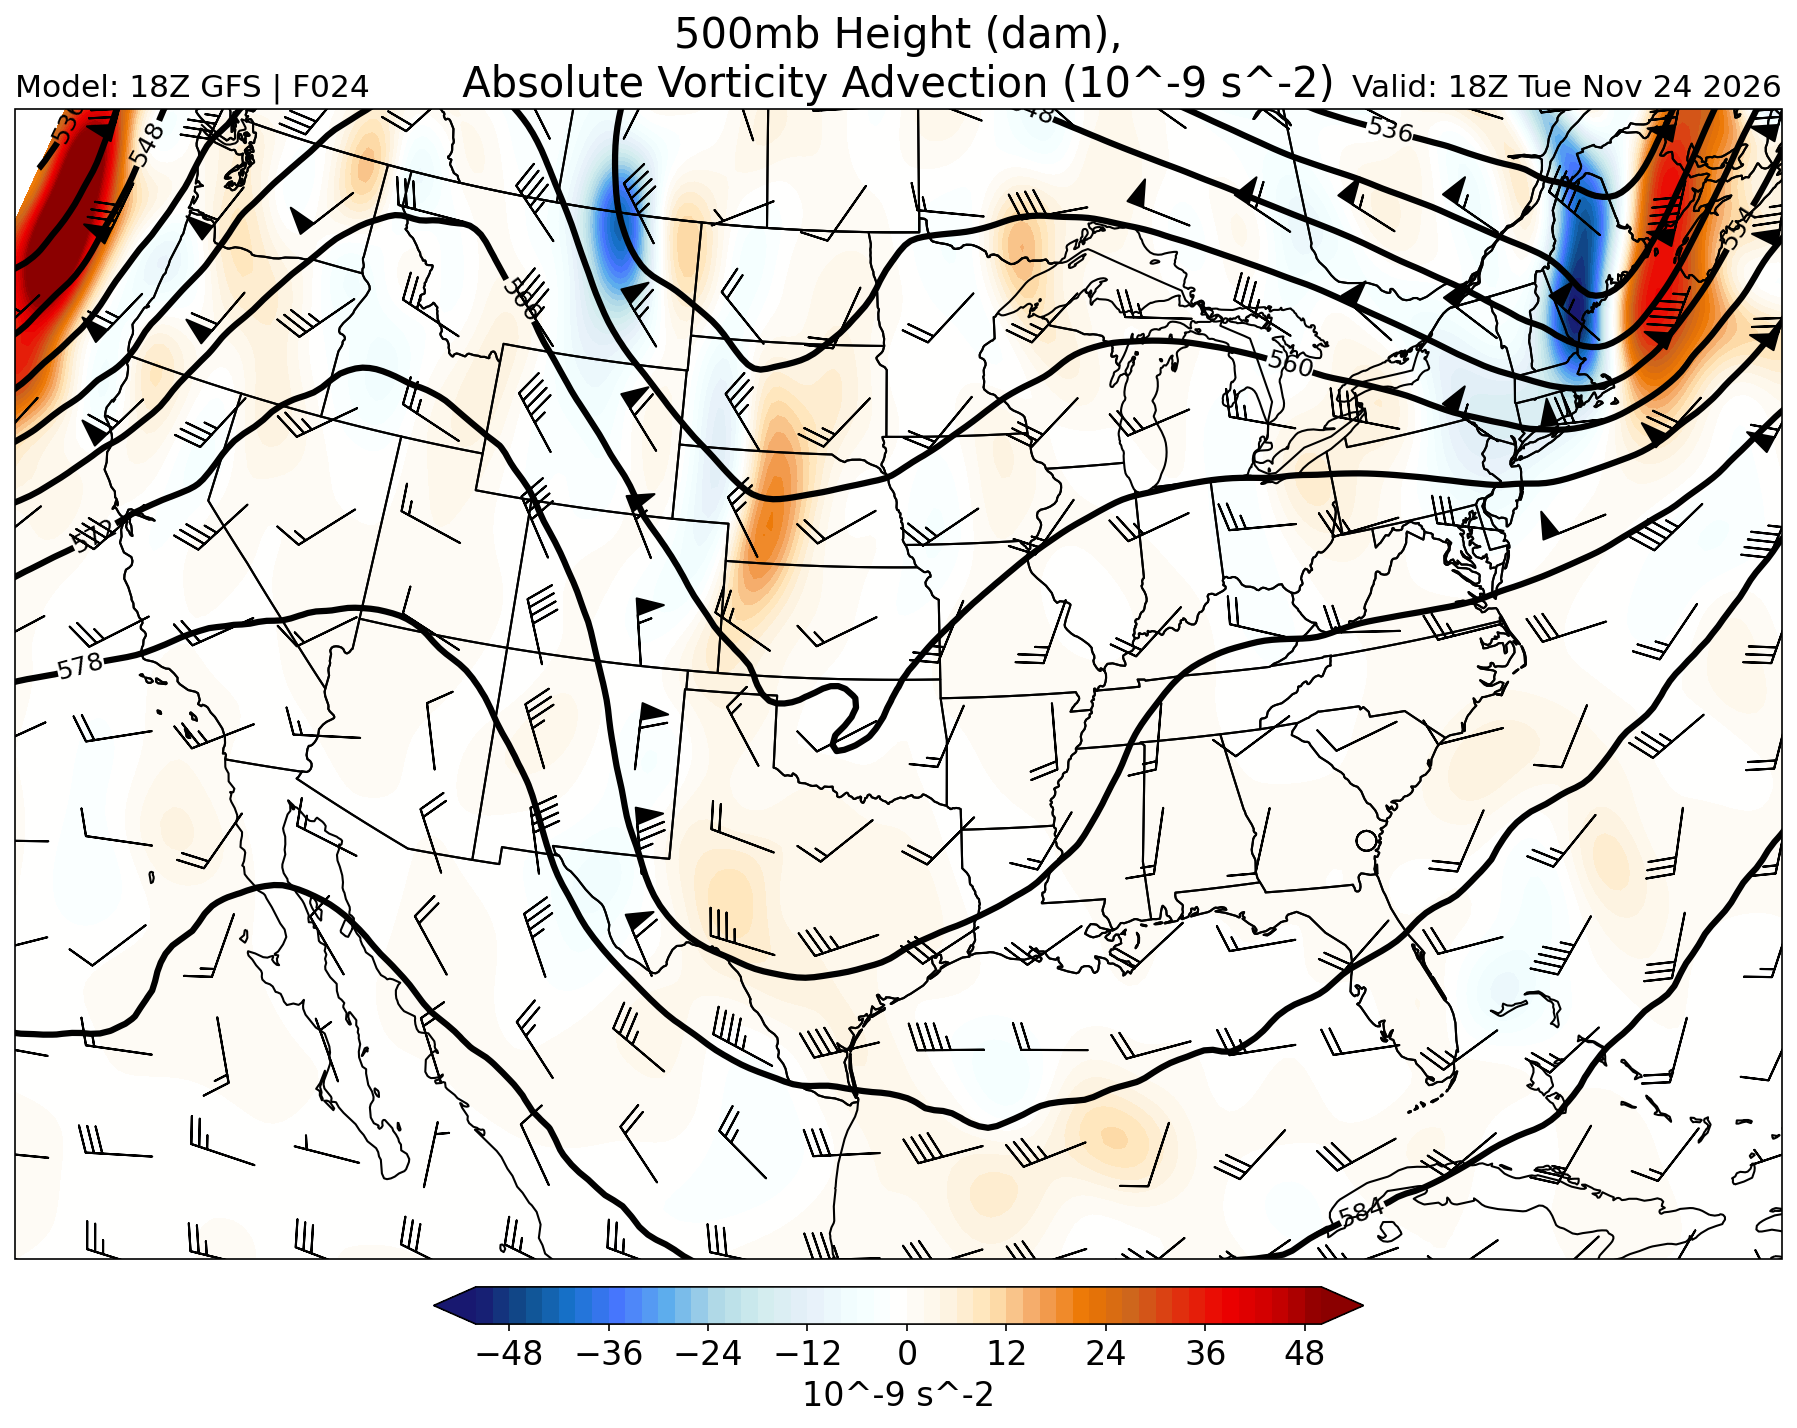 500mb Height (dam),
Model: 18Z GFS | F024
Absolute Vorticity Advection (10^-9 s^-2)
Valid: 18Z Tue Nov 24 2026
548
536
554
560
578
584
−48 −36 −24 −12 0 12 24 36 48
10^-9 s^-2